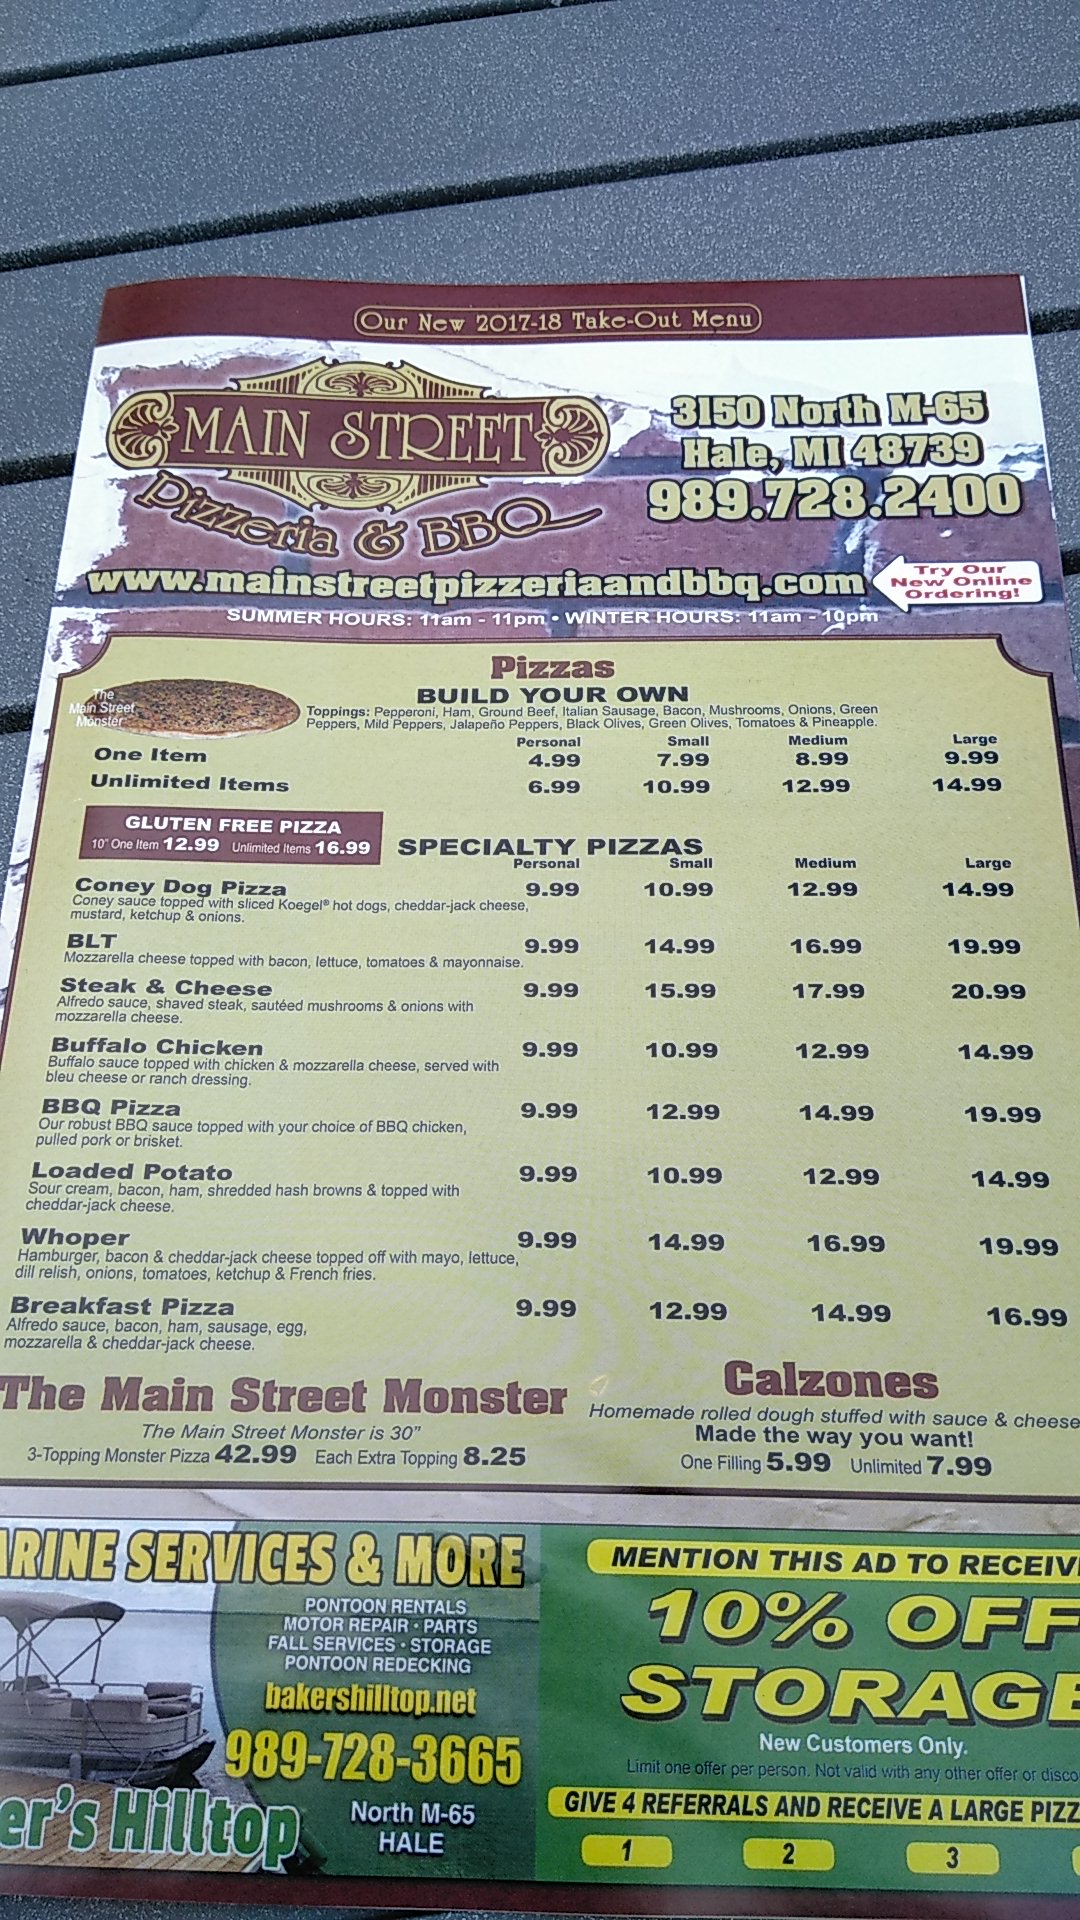 Our New 2017-18 Take-Out Menu
MAIN STREET
Pizzeria & BBQ
3150 North M-65
Hale, MI 48739
989.728.2400
www.mainstreetpizzeriaandbbq.com
Try Our
New Online
Ordering!
SUMMER HOURS: 11am - 11pm • WINTER HOURS: 11am - 10pm
Pizzas
The
Main Street
Monster
BUILD YOUR OWN
Toppings: Pepperoni, Ham, Ground Beef, Italian Sausage, Bacon, Mushrooms, Onions, Green
Peppers, Mild Peppers, Jalapeño Peppers, Black Olives, Green Olives, Tomatoes & Pineapple.
Personal Small Medium Large
One Item 4.99 7.99 8.99 9.99
Unlimited Items 6.99 10.99 12.99 14.99
GLUTEN FREE PIZZA
10" One Item 12.99 Unlimited Items 16.99
SPECIALTY PIZZAS
Personal Small Medium Large
Coney Dog Pizza 9.99 10.99 12.99 14.99
Coney sauce topped with sliced Koegel® hot dogs, cheddar-jack cheese,
mustard, ketchup & onions.
BLT 9.99 14.99 16.99 19.99
Mozzarella cheese topped with bacon, lettuce, tomatoes & mayonnaise.
Steak & Cheese 9.99 15.99 17.99 20.99
Alfredo sauce, shaved steak, sautéed mushrooms & onions with
mozzarella cheese.
Buffalo Chicken 9.99 10.99 12.99 14.99
Buffalo sauce topped with chicken & mozzarella cheese, served with
bleu cheese or ranch dressing.
BBQ Pizza 9.99 12.99 14.99 19.99
Our robust BBQ sauce topped with your choice of BBQ chicken,
pulled pork or brisket.
Loaded Potato 9.99 10.99 12.99 14.99
Sour cream, bacon, ham, shredded hash browns & topped with
cheddar-jack cheese.
Whoper 9.99 14.99 16.99 19.99
Hamburger, bacon & cheddar-jack cheese topped off with mayo, lettuce,
dill relish, onions, tomatoes, ketchup & French fries.
Breakfast Pizza 9.99 12.99 14.99 16.99
Alfredo sauce, bacon, ham, sausage, egg,
mozzarella & cheddar-jack cheese.
The Main Street Monster
The Main Street Monster is 30"
3-Topping Monster Pizza 42.99 Each Extra Topping 8.25
Calzones
Homemade rolled dough stuffed with sauce & cheese
Made the way you want!
One Filling 5.99 Unlimited 7.99
ARINE SERVICES & MORE
PONTOON RENTALS
MOTOR REPAIR • PARTS
FALL SERVICES • STORAGE
PONTOON REDECKING
bakershilltop.net
989-728-3665
er's Hilltop
North M-65
HALE
MENTION THIS AD TO RECEIV
10% OFF
STORAGE
New Customers Only.
Limit one offer per person. Not valid with any other offer or disco
GIVE 4 REFERRALS AND RECEIVE A LARGE PIZZ
1 2 3